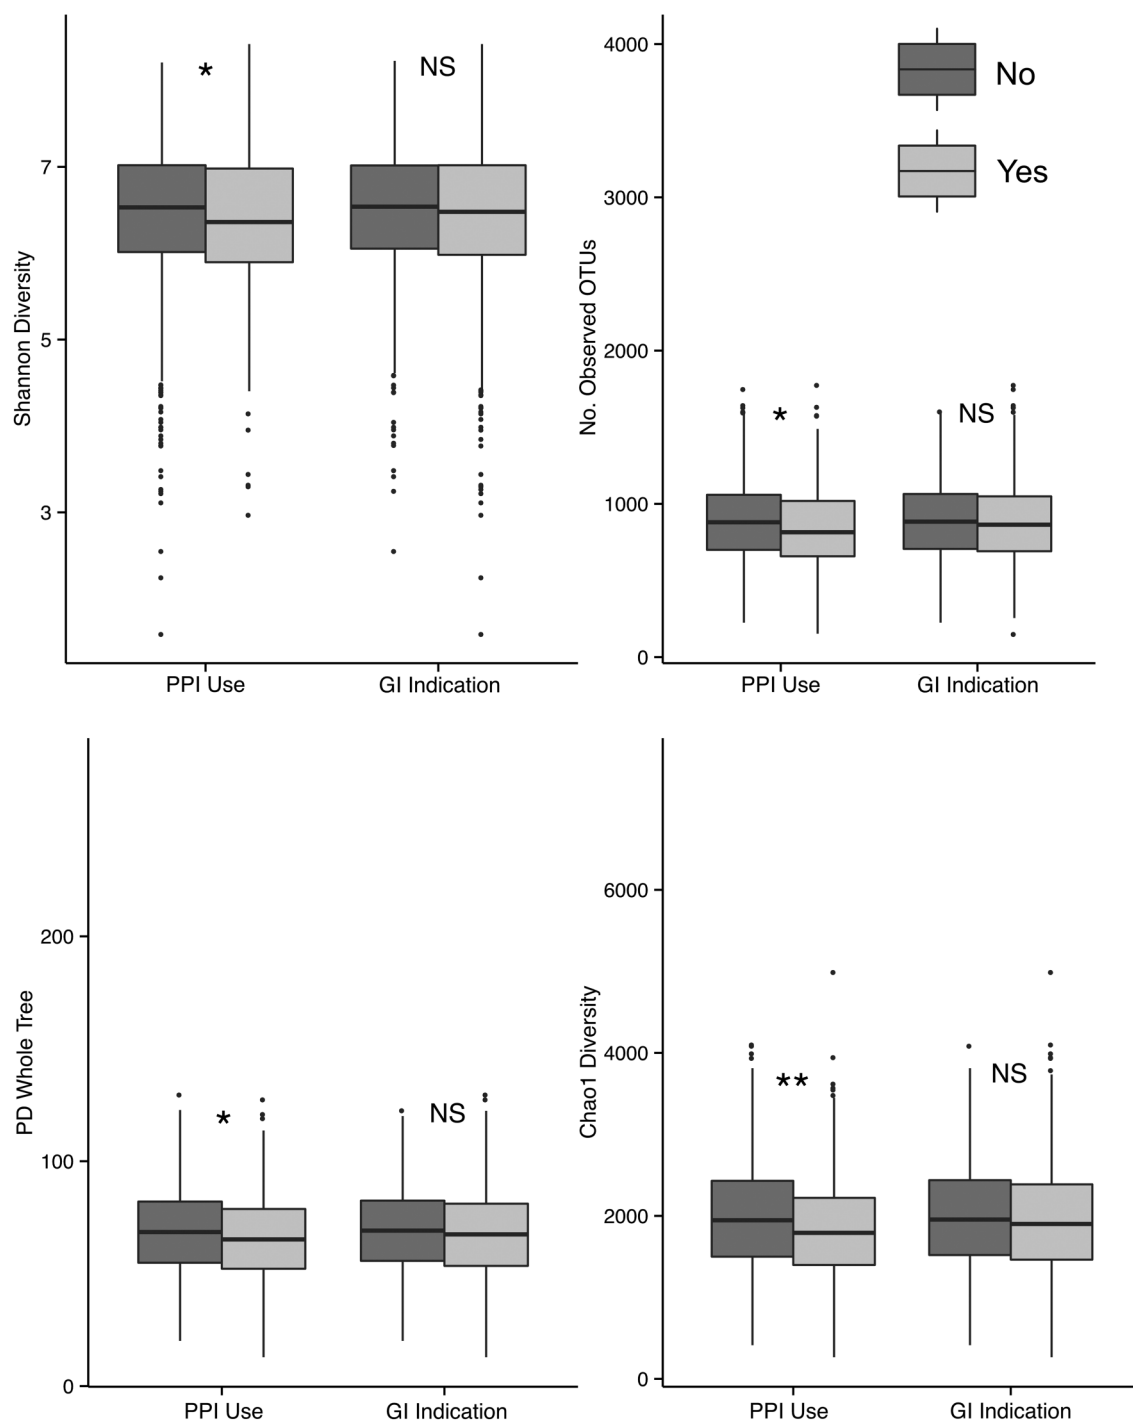 Shannon Diversity
7
5
3
*
NS
PPI Use
GI Indication
No. Observed OTUs
4000
3000
2000
1000
0
No
Yes
*
NS
PPI Use
GI Indication
PD Whole Tree
200
100
0
*
NS
PPI Use
GI Indication
Chao1 Diversity
6000
4000
2000
0
**
NS
PPI Use
GI Indication